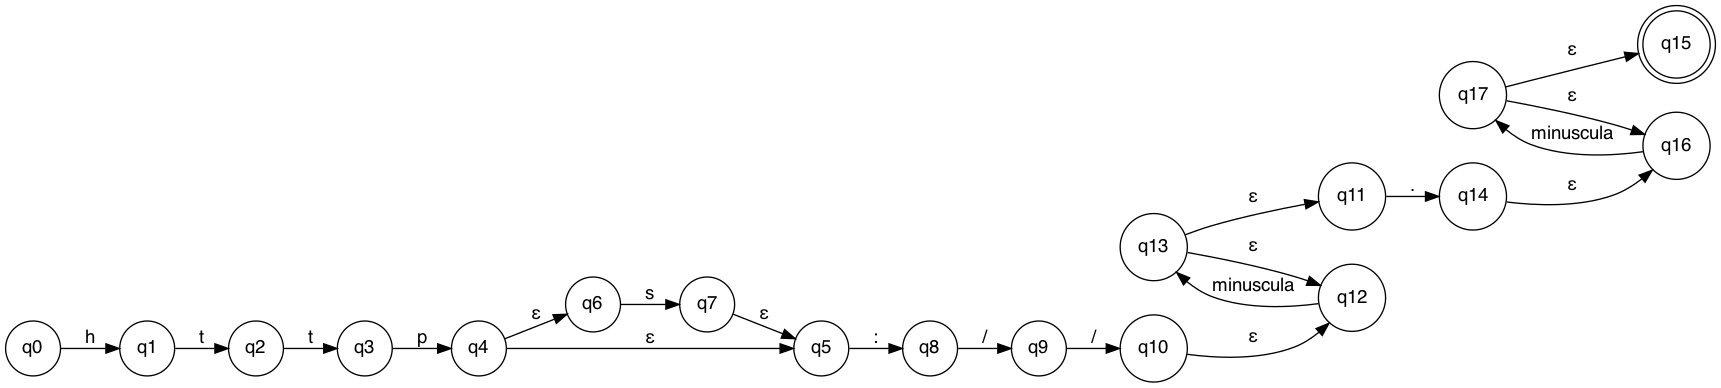 q15
ε
q17
ε
minuscula
q16
ε
q11
.
q14
ε
q13
ε
minuscula
q12
ε
q0
h
q1
t
q2
t
q3
p
q4
ε
q6
s
q7
ε
ε
q5
:
q8
/
q9
/
q10
ε